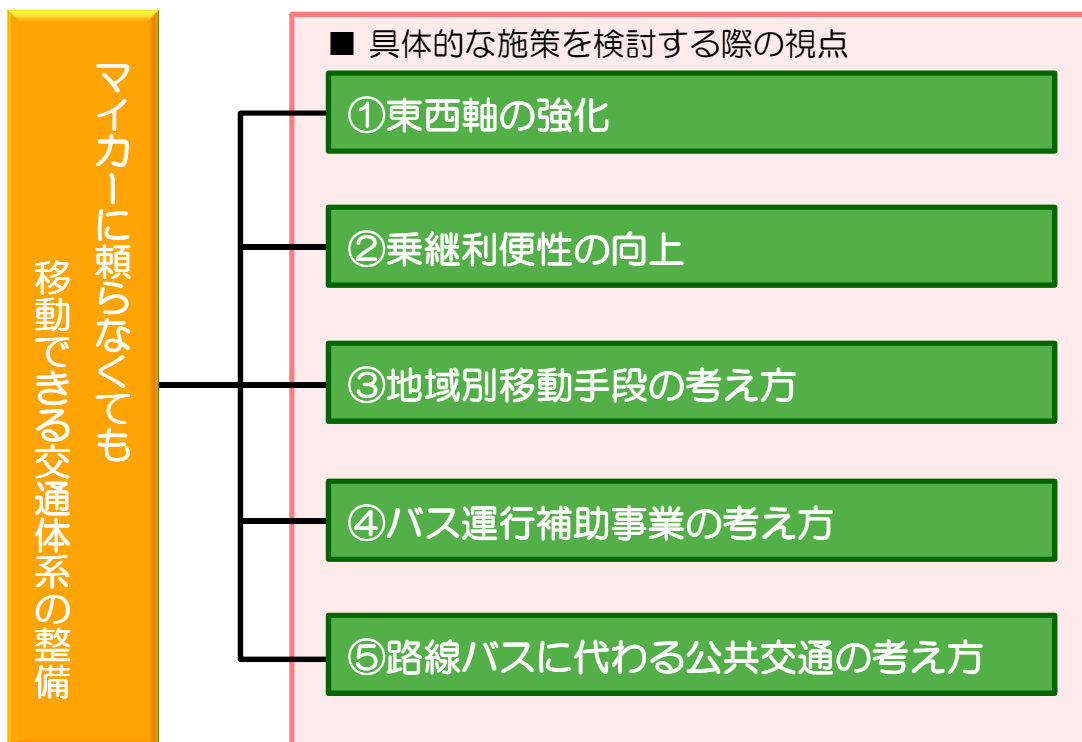 マイカーに頼らなくても
移動できる交通体系の整備
■ 具体的な施策を検討する際の視点
①東西軸の強化
②乗継利便性の向上
③地域別移動手段の考え方
④バス運行補助事業の考え方
⑤路線バスに代わる公共交通の考え方